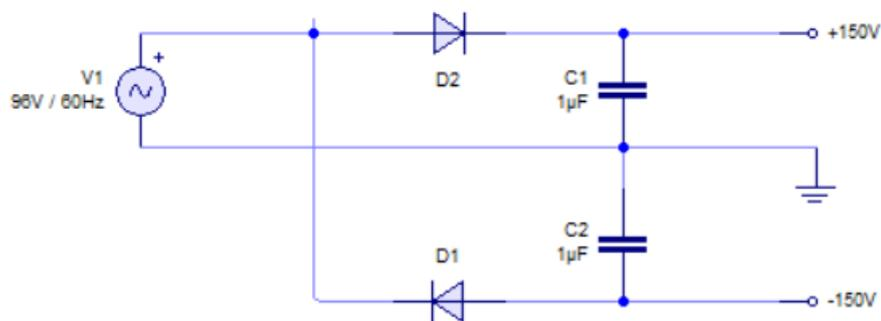 +150V
D2
V1
96V / 60Hz
C1
1µF
C2
1µF
D1
-150V